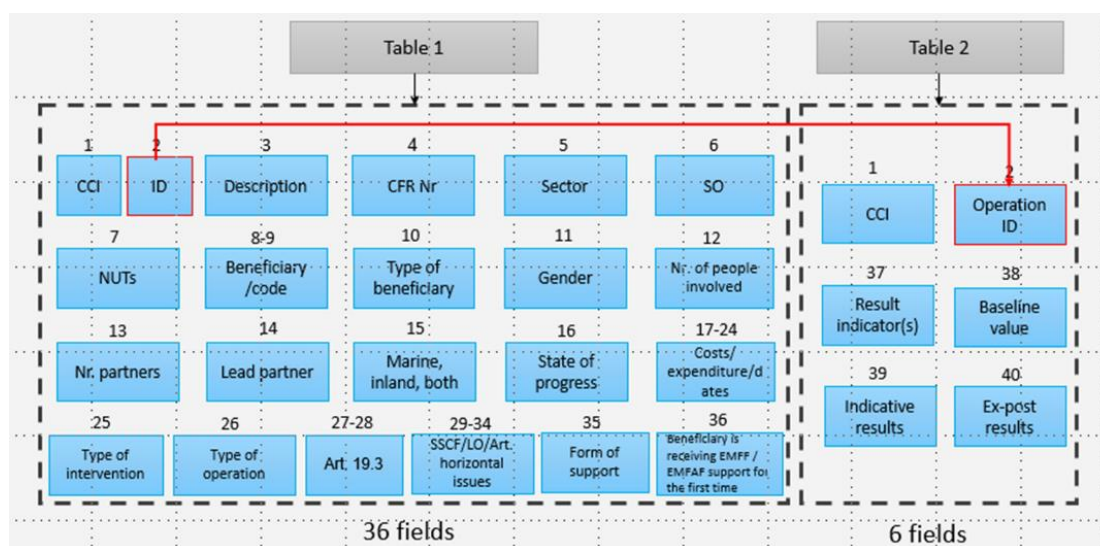 Table 1
Table 2
1
2
3
4
5
6
CCI
ID
Description
CFR Nr
Sector
SO
7
8-9
10
11
12
NUTs
Beneficiary
/code
Type of
beneficiary
Gender
Nr. of people
involved
13
14
15
16
17-24
Nr. partners
Lead partner
Marine,
inland, both
State of
progress
Costs/
expenditure/d
ates
25
26
27-28
29-34
35
36
Type of
intervention
Type of
operation
Art. 19.3
SSCF/LO/Art.
horizontal
issues
Form of
support
Beneficiary is
receiving EMFF /
EMFAF support for
the first time
36 fields
1
2
CCI
Operation
ID
37
38
Result
indicator(s)
Baseline
value
39
40
Indicative
results
Ex-post
results
6 fields